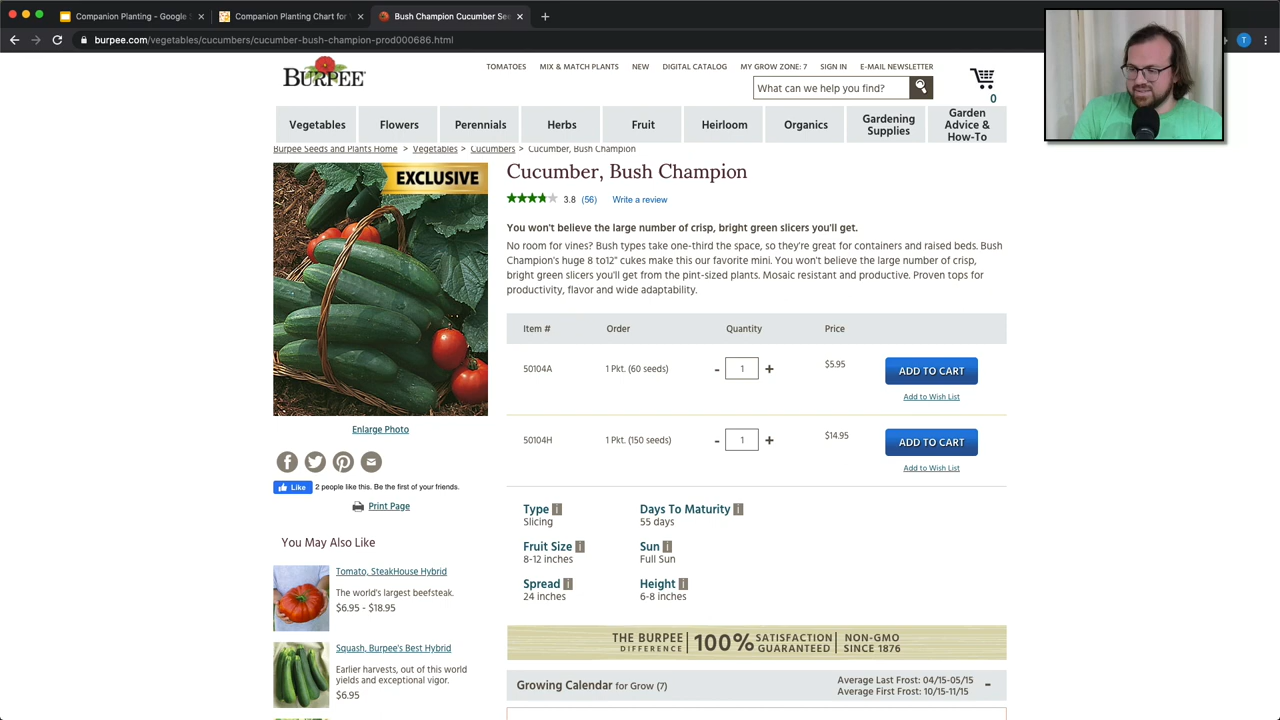 Companion Planting - Google S
Companion Planting Chart for V
Bush Champion Cucumber See
burpee.com/vegetables/cucumbers/cucumber-bush-champion-prod000686.html
T
BURPEE
TOMATOES MIX & MATCH PLANTS NEW DIGITAL CATALOG MY GROW ZONE: 7 SIGN IN E-MAIL NEWSLETTER
What can we help you find?
0
Vegetables
Flowers
Perennials
Herbs
Fruit
Heirloom
Organics
Gardening
Supplies
Garden
Advice &
How-To
Burpee Seeds and Plants Home > Vegetables > Cucumbers > Cucumber, Bush Champion
EXCLUSIVE
Cucumber, Bush Champion
3.8 (56) Write a review
You won't believe the large number of crisp, bright green slicers you'll get.
No room for vines? Bush types take one-third the space, so they're great for containers and raised beds. Bush
Champion's huge 8 to12" cukes make this our favorite mini. You won't believe the large number of crisp,
bright green slicers you'll get from the pint-sized plants. Mosaic resistant and productive. Proven tops for
productivity, flavor and wide adaptability.
Item # Order Quantity Price
50104A 1 Pkt. (60 seeds) - 1 + $5.95 ADD TO CART
Add to Wish List
50104H 1 Pkt. (150 seeds) - 1 + $14.95 ADD TO CART
Add to Wish List
Enlarge Photo
Like 2 people like this. Be the first of your friends.
Print Page
Type i Days To Maturity i
Slicing 55 days
Fruit Size i Sun i
8-12 inches Full Sun
Spread i Height i
24 inches 6-8 inches
You May Also Like
Tomato, SteakHouse Hybrid
The world's largest beefsteak.
$6.95 - $18.95
Squash, Burpee's Best Hybrid
Earlier harvests, out of this world
yields and exceptional vigor.
$6.95
THE BURPEE
DIFFERENCE
100% SATISFACTION
GUARANTEED
NON-GMO
SINCE 1876
Growing Calendar for Grow (7)
Average Last Frost: 04/15-05/15
Average First Frost: 10/15-11/15
-